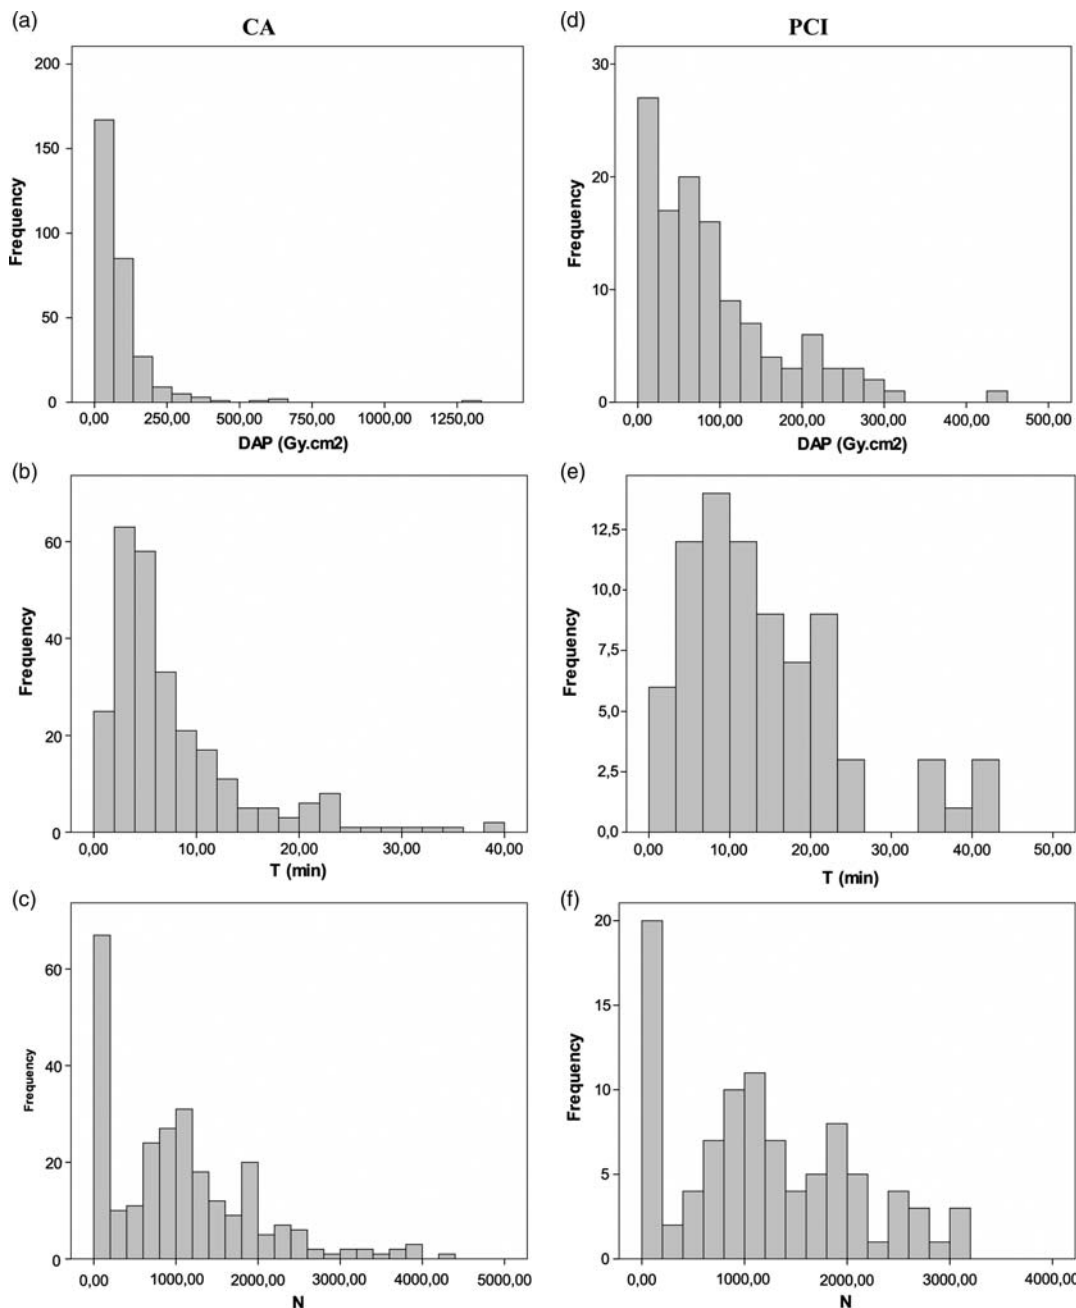 (a) CA
200
150
100
50
0
Frequency
0,00 250,00 500,00 750,00 1000,00 1250,00
DAP (Gy.cm2)
(d) PCI
30
20
10
0
Frequency
0,00 100,00 200,00 300,00 400,00 500,00
DAP (Gy.cm2)
(b)
60
40
20
0
Frequency
0,00 10,00 20,00 30,00 40,00
T (min)
(e)
12,5
10,0
7,5
5,0
2,5
0,0
Frequency
0,00 10,00 20,00 30,00 40,00 50,00
T (min)
(c)
60
40
20
0
Frequency
0,00 1000,00 2000,00 3000,00 4000,00 5000,00
N
(f)
20
15
10
5
0
Frequency
0,00 1000,00 2000,00 3000,00 4000,00
N